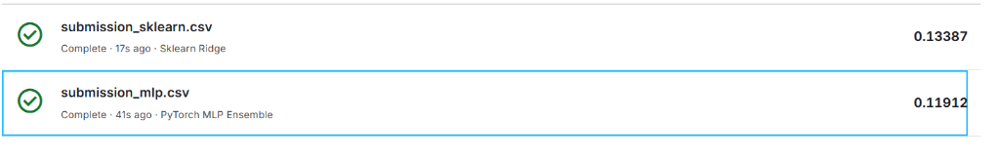 submission_sklearn.csv
0.13387
Complete · 17s ago · Sklearn Ridge
submission_mlp.csv
0.11912
Complete · 41s ago · PyTorch MLP Ensemble